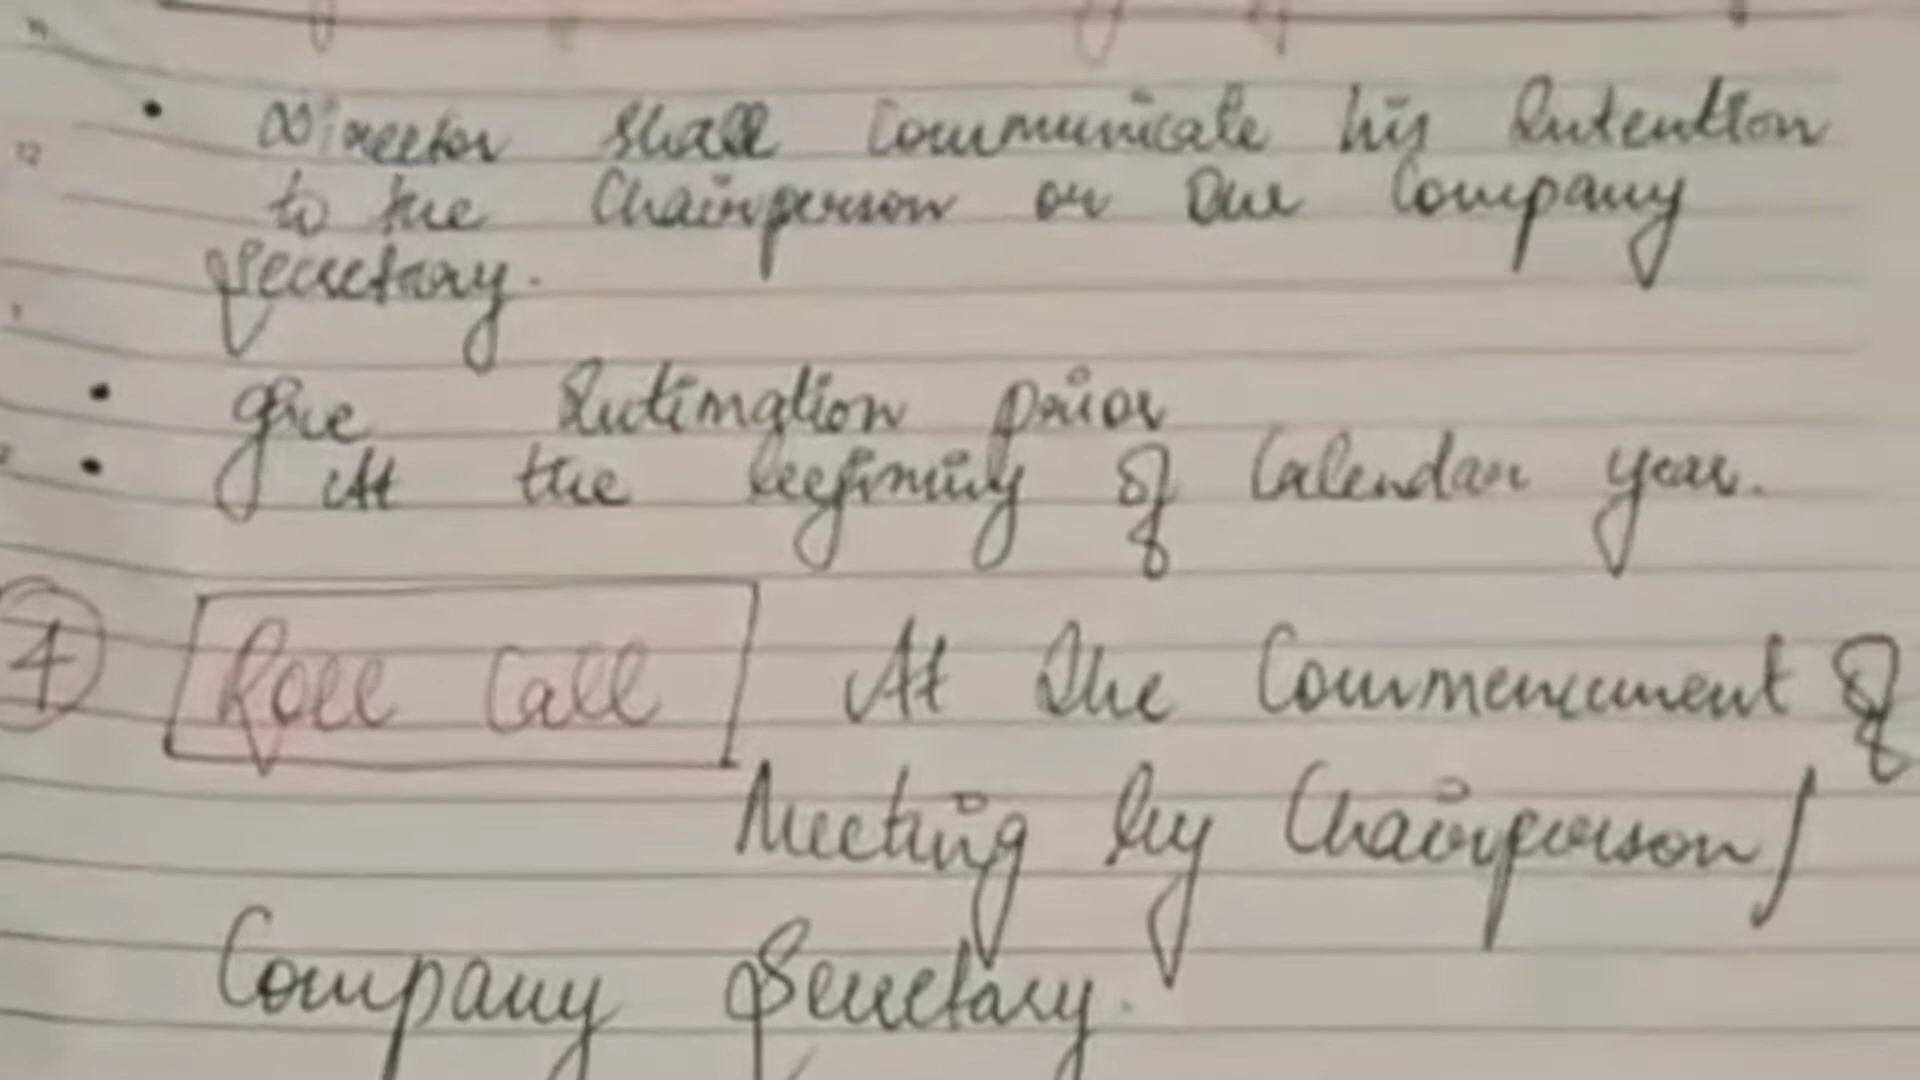 • Director shall Communicate his Intention
to the Chairperson or the Company
Secretary.
• give Intimation prior
• At the beginning of Calendar year.
4 Roll Call At the Commencement of
Meeting by Chairperson/
Company Secretary.